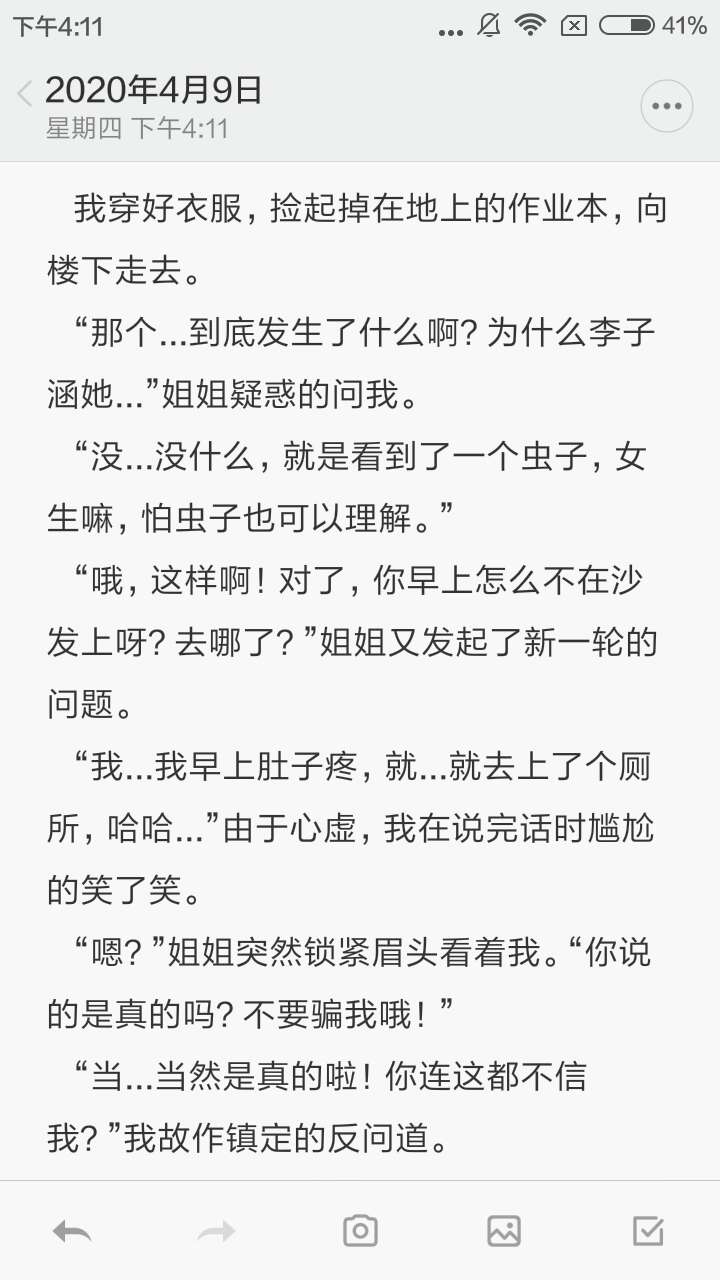 下午4:11
... 41%
2020年4月9日
星期四 下午4:11
我穿好衣服，捡起掉在地上的作业本，向
楼下走去。
“那个...到底发生了什么啊？为什么李子
涵她...”姐姐疑惑的问我。
“没...没什么，就是看到了一个虫子，女
生嘛，怕虫子也可以理解。”
“哦，这样啊！对了，你早上怎么不在沙
发上呀？去哪了？”姐姐又发起了新一轮的
问题。
“我...我早上肚子疼，就...就去上了个厕
所，哈哈...”由于心虚，我在说完话时尴尬
的笑了笑。
“嗯？”姐姐突然锁紧眉头看着我。“你说
的是真的吗？不要骗我哦！”
“当...当然是真的啦！你连这都不信
我？”我故作镇定的反问道。